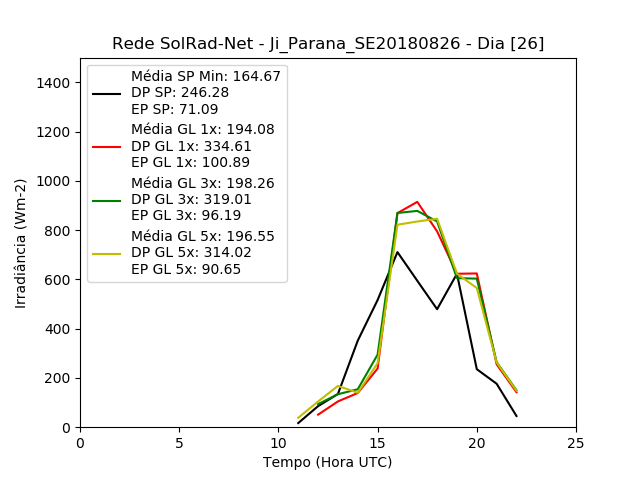 Rede SolRad-Net - Ji_Parana_SE20180826 - Dia [26]
Média SP Min: 164.67
DP SP: 246.28
EP SP: 71.09
Média GL 1x: 194.08
DP GL 1x: 334.61
EP GL 1x: 100.89
Média GL 3x: 198.26
DP GL 3x: 319.01
EP GL 3x: 96.19
Média GL 5x: 196.55
DP GL 5x: 314.02
EP GL 5x: 90.65
Irradiância (Wm-2)
1400
1200
1000
800
600
400
200
0
0 5 10 15 20 25
Tempo (Hora UTC)